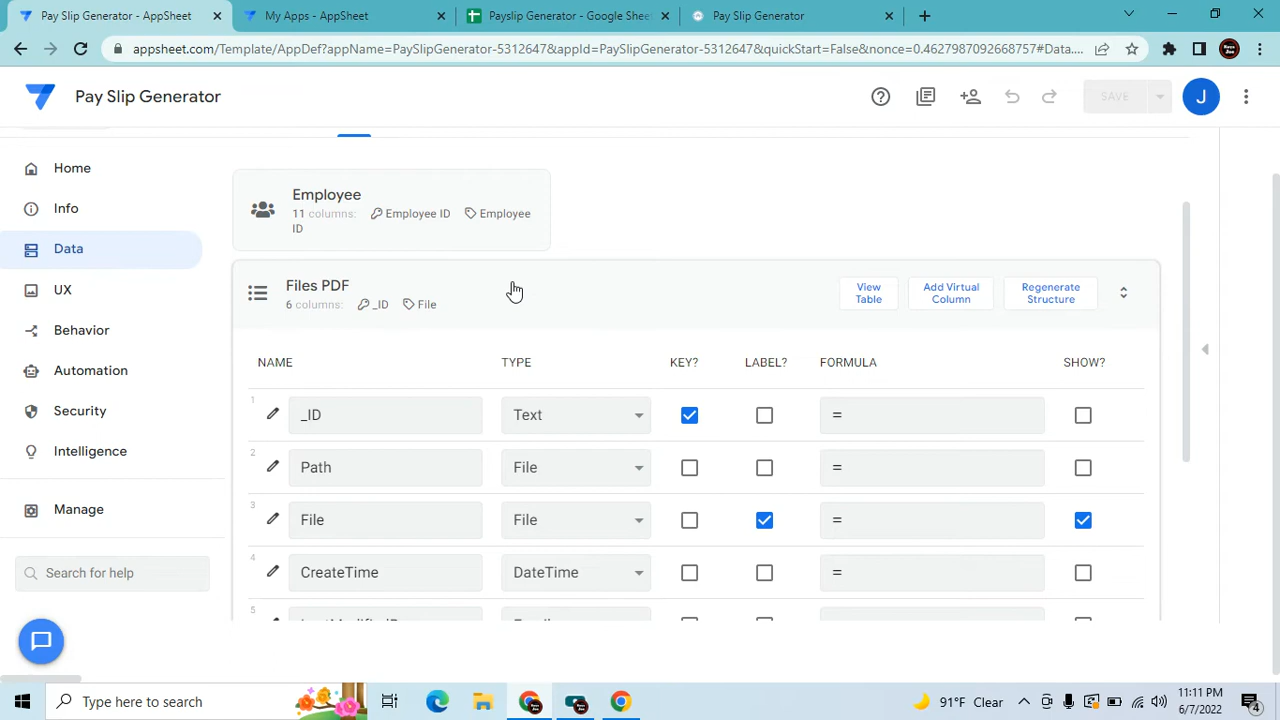 Pay Slip Generator - AppSheet
My Apps - AppSheet
Payslip Generator - Google Shee
Pay Slip Generator
appsheet.com/Template/AppDef?appName=PaySlipGenerator-5312647&appId=PaySlipGenerator-5312647&quickStart=False&nonce=0.4627987092668757#Data....
Pay Slip Generator
SAVE
J
Home
Info
Data
UX
Behavior
Automation
Security
Intelligence
Manage
Search for help
Employee
11 columns: Employee ID Employee
ID
Files PDF
6 columns: _ID File
View
Table
Add Virtual
Column
Regenerate
Structure
NAME TYPE KEY? LABEL? FORMULA SHOW?
1
_ID Text =
2
Path File =
3
File File =
4
CreateTime DateTime =
5
Type here to search
91°F Clear
11:11 PM
6/7/2022
4